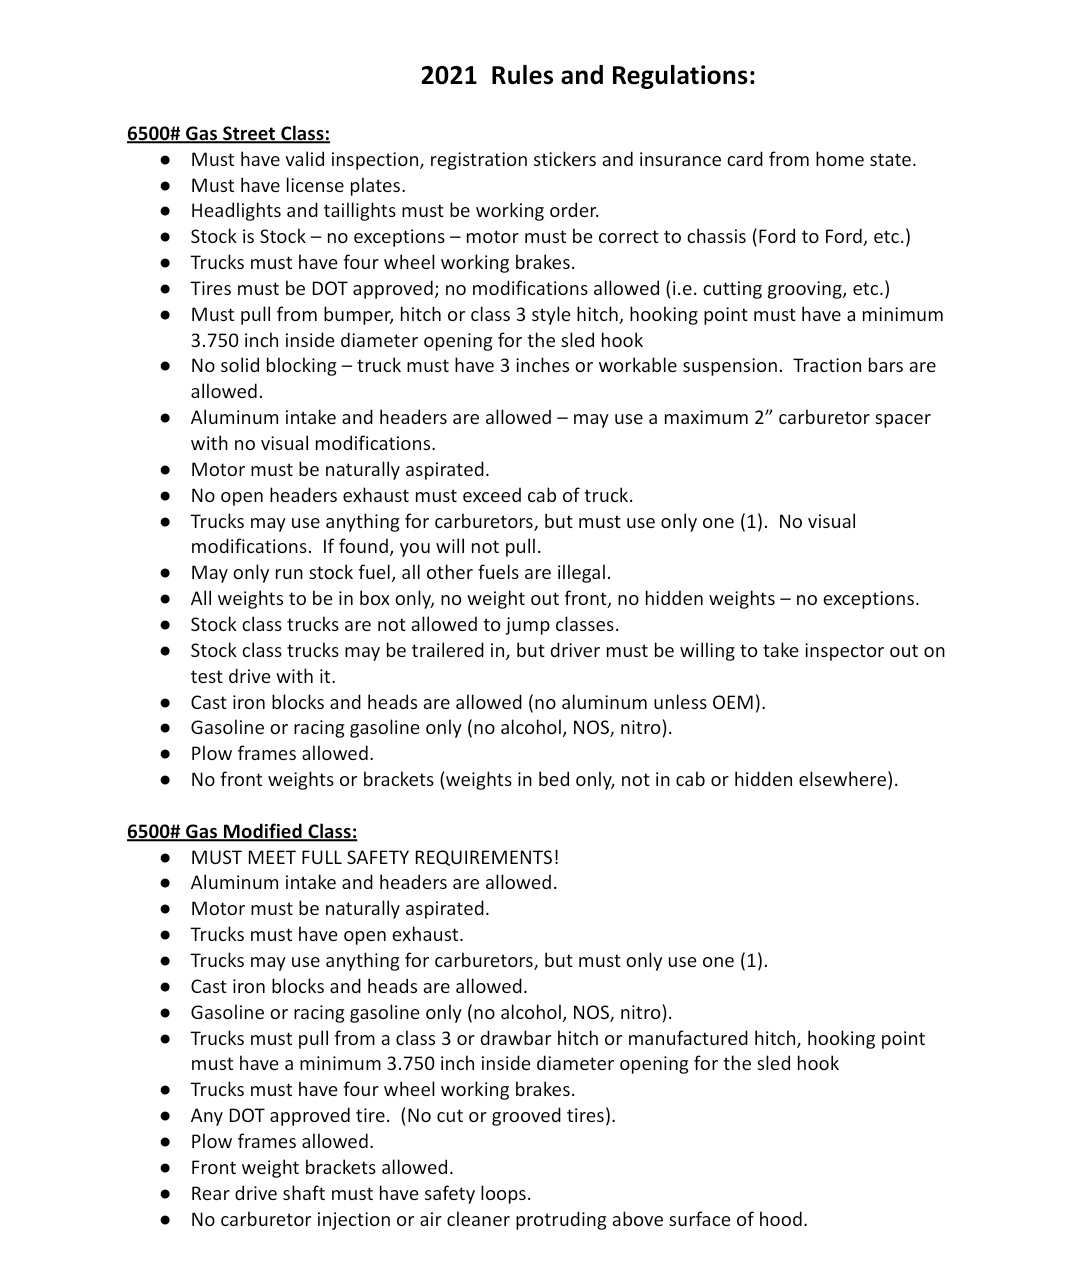 2021  Rules and Regulations:
6500# Gas Street Class:
● Must have valid inspection, registration stickers and insurance card from home state.
● Must have license plates.
● Headlights and taillights must be working order.
● Stock is Stock – no exceptions – motor must be correct to chassis (Ford to Ford, etc.)
● Trucks must have four wheel working brakes.
● Tires must be DOT approved; no modifications allowed (i.e. cutting grooving, etc.)
● Must pull from bumper, hitch or class 3 style hitch, hooking point must have a minimum
3.750 inch inside diameter opening for the sled hook
● No solid blocking – truck must have 3 inches or workable suspension.  Traction bars are
allowed.
● Aluminum intake and headers are allowed – may use a maximum 2” carburetor spacer
with no visual modifications.
● Motor must be naturally aspirated.
● No open headers exhaust must exceed cab of truck.
● Trucks may use anything for carburetors, but must use only one (1).  No visual
modifications.  If found, you will not pull.
● May only run stock fuel, all other fuels are illegal.
● All weights to be in box only, no weight out front, no hidden weights – no exceptions.
● Stock class trucks are not allowed to jump classes.
● Stock class trucks may be trailered in, but driver must be willing to take inspector out on
test drive with it.
● Cast iron blocks and heads are allowed (no aluminum unless OEM).
● Gasoline or racing gasoline only (no alcohol, NOS, nitro).
● Plow frames allowed.
● No front weights or brackets (weights in bed only, not in cab or hidden elsewhere).
6500# Gas Modified Class:
● MUST MEET FULL SAFETY REQUIREMENTS!
● Aluminum intake and headers are allowed.
● Motor must be naturally aspirated.
● Trucks must have open exhaust.
● Trucks may use anything for carburetors, but must only use one (1).
● Cast iron blocks and heads are allowed.
● Gasoline or racing gasoline only (no alcohol, NOS, nitro).
● Trucks must pull from a class 3 or drawbar hitch or manufactured hitch, hooking point
must have a minimum 3.750 inch inside diameter opening for the sled hook
● Trucks must have four wheel working brakes.
● Any DOT approved tire.  (No cut or grooved tires).
● Plow frames allowed.
● Front weight brackets allowed.
● Rear drive shaft must have safety loops.
● No carburetor injection or air cleaner protruding above surface of hood.